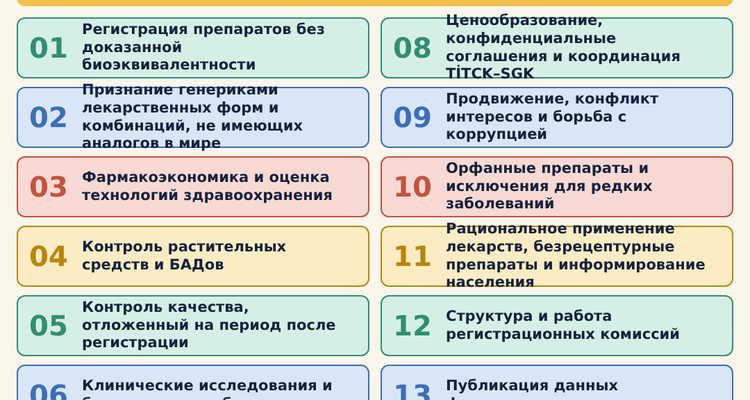 01
Регистрация препаратов без
доказанной
биоэквивалентности
02
Признание генериками
лекарственных форм и
комбинаций, не имеющих
аналогов в мире
03
Фармакоэкономика и оценка
технологий здравоохранения
04
Контроль растительных
средств и БАДов
05
Контроль качества,
отложенный на период после
регистрации
06
Клинические исследования и
08
Ценообразование,
конфиденциальные
соглашения и координация
TİTCK–SGK
09
Продвижение, конфликт
интересов и борьба с
коррупцией
10
Орфанные препараты и
исключения для редких
заболеваний
11
Рациональное применение
лекарств, безрецептурные
препараты и информирование
населения
12
Структура и работа
регистрационных комиссий
13
Публикация данных